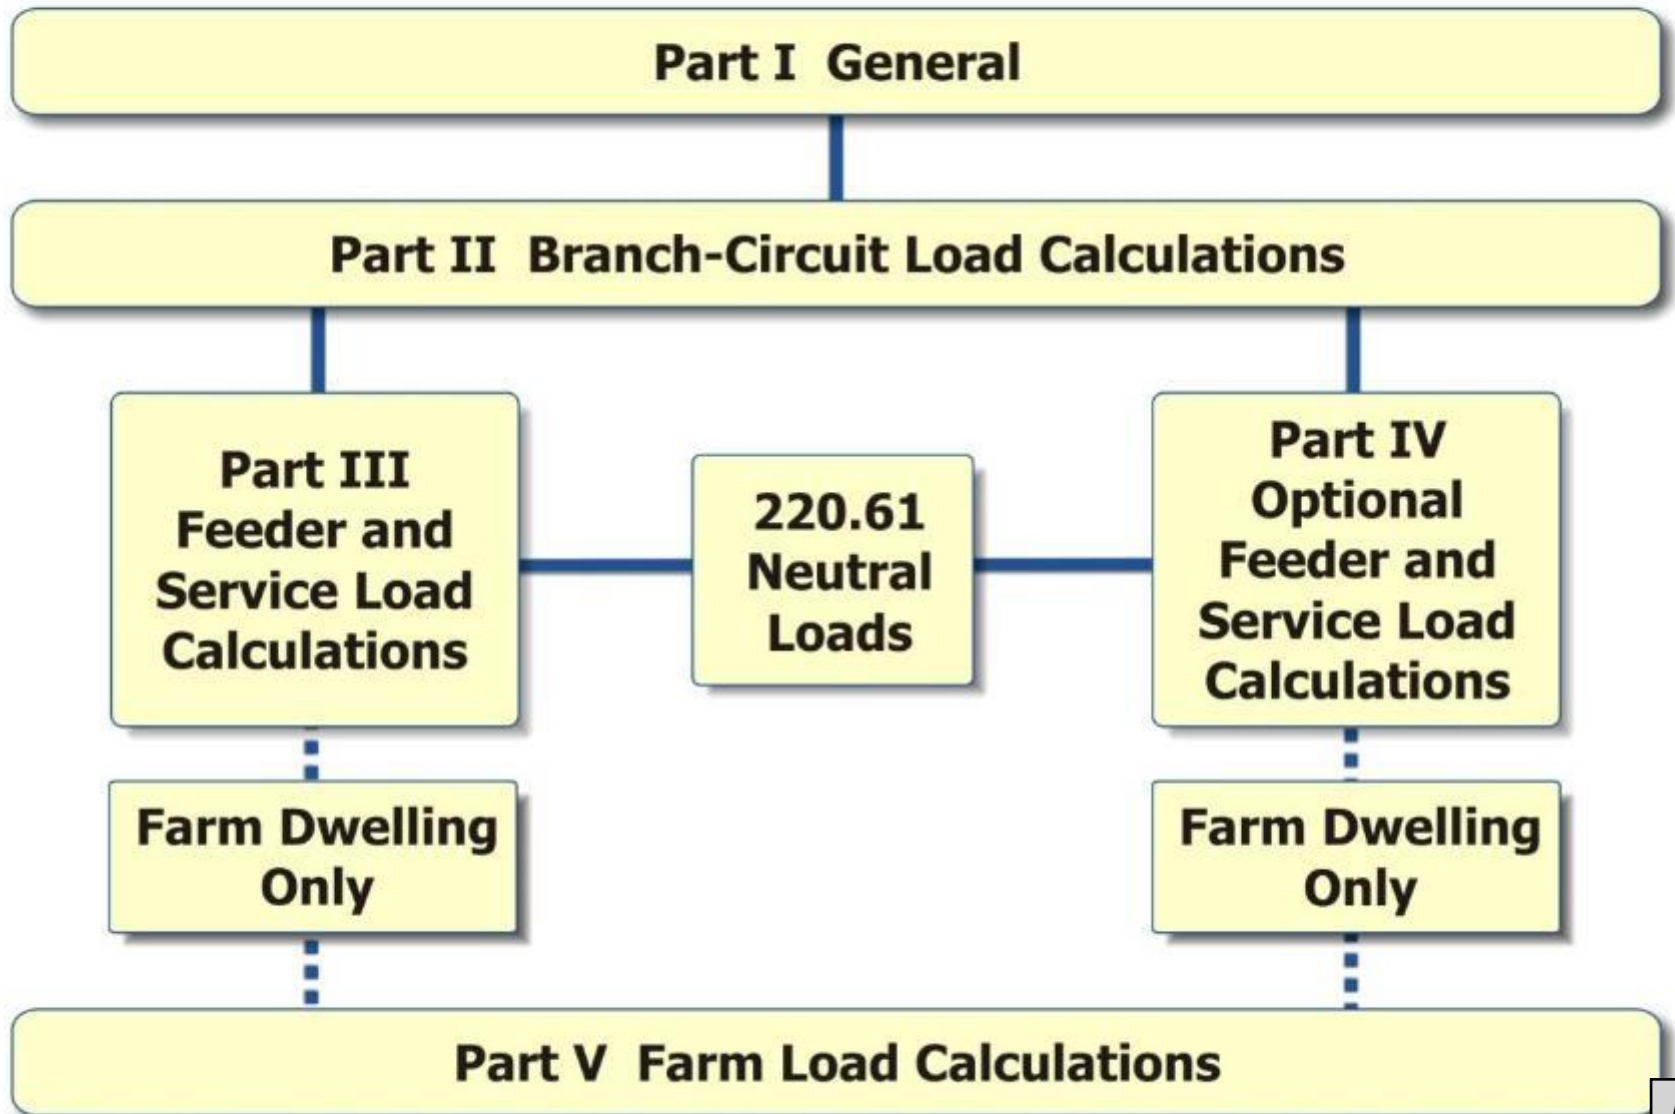 Part I General
Part II Branch-Circuit Load Calculations
Part III
Feeder and
Service Load
Calculations
220.61
Neutral
Loads
Part IV
Optional
Feeder and
Service Load
Calculations
Farm Dwelling
Only
Farm Dwelling
Only
Part V Farm Load Calculations